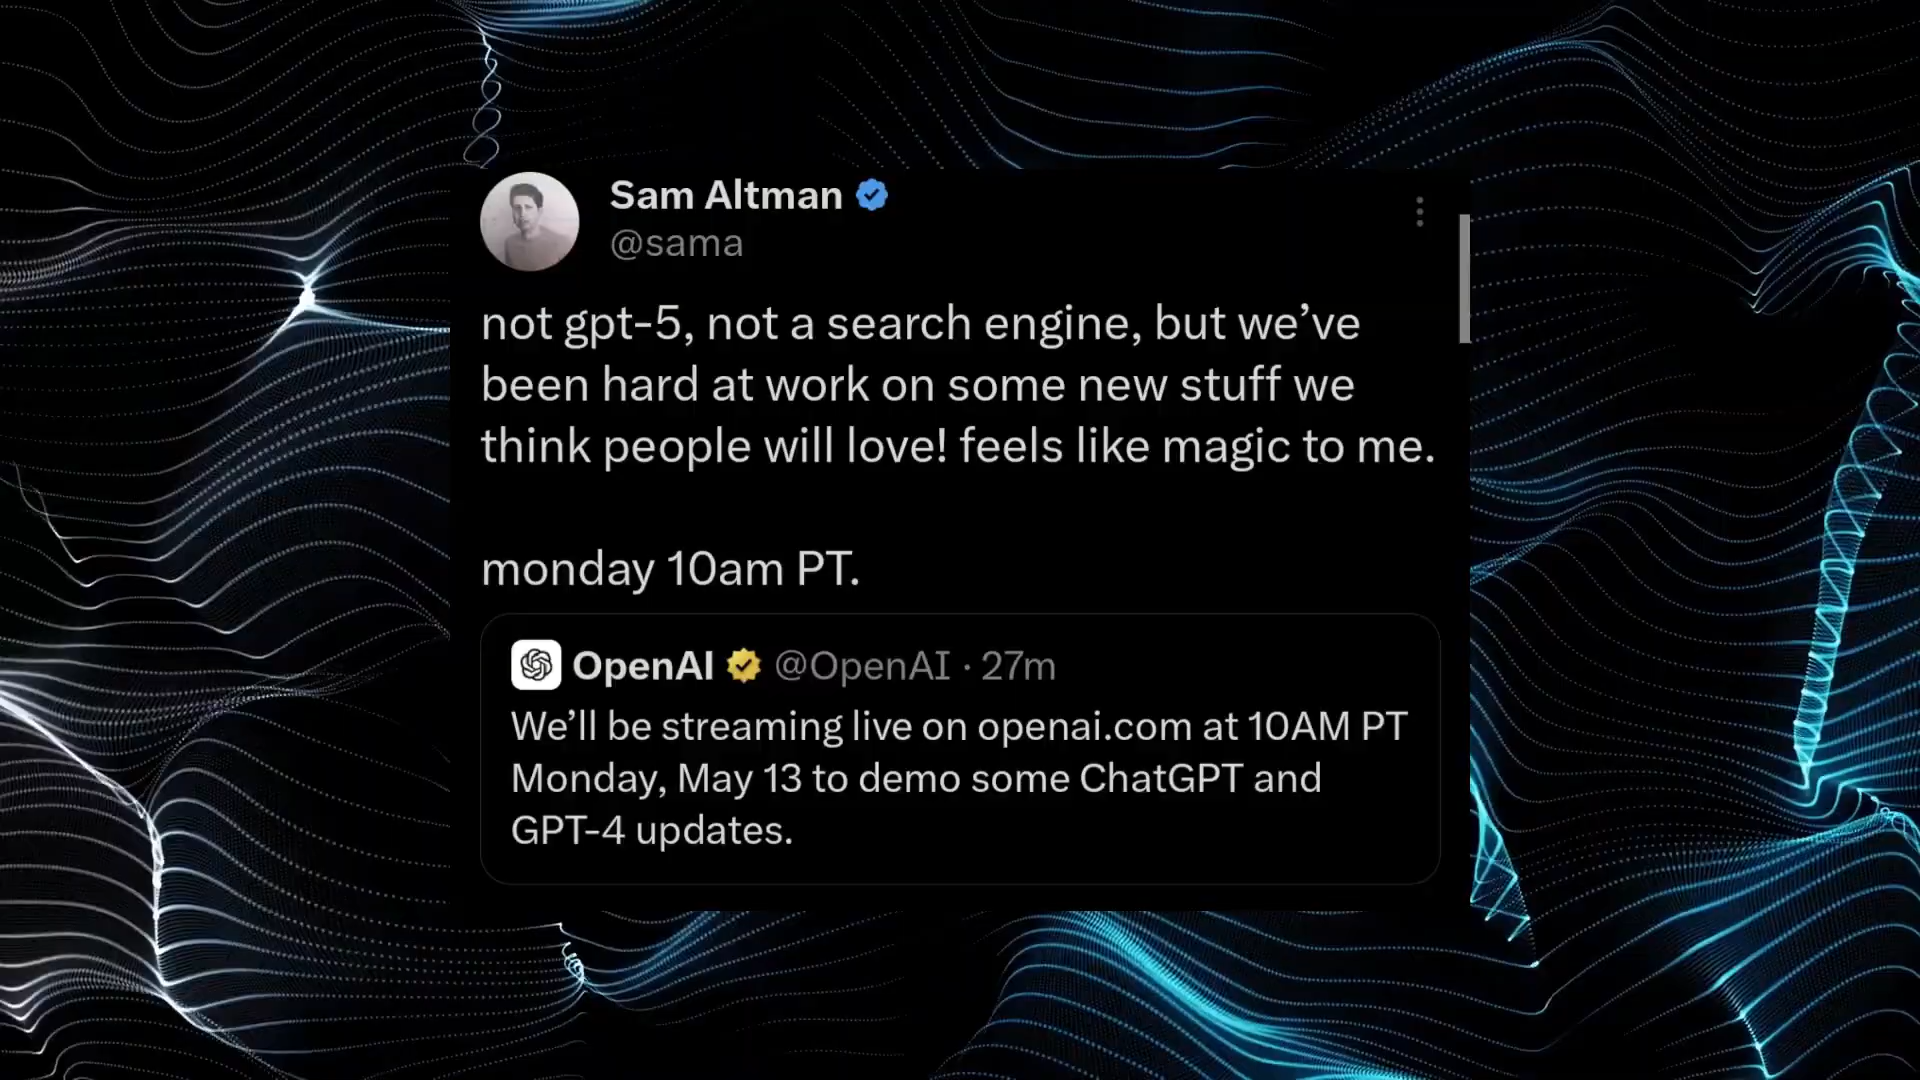 Sam Altman
@sama
not gpt-5, not a search engine, but we’ve
been hard at work on some new stuff we
think people will love! feels like magic to me.
monday 10am PT.
OpenAI @OpenAI · 27m
We’ll be streaming live on openai.com at 10AM PT
Monday, May 13 to demo some ChatGPT and
GPT-4 updates.